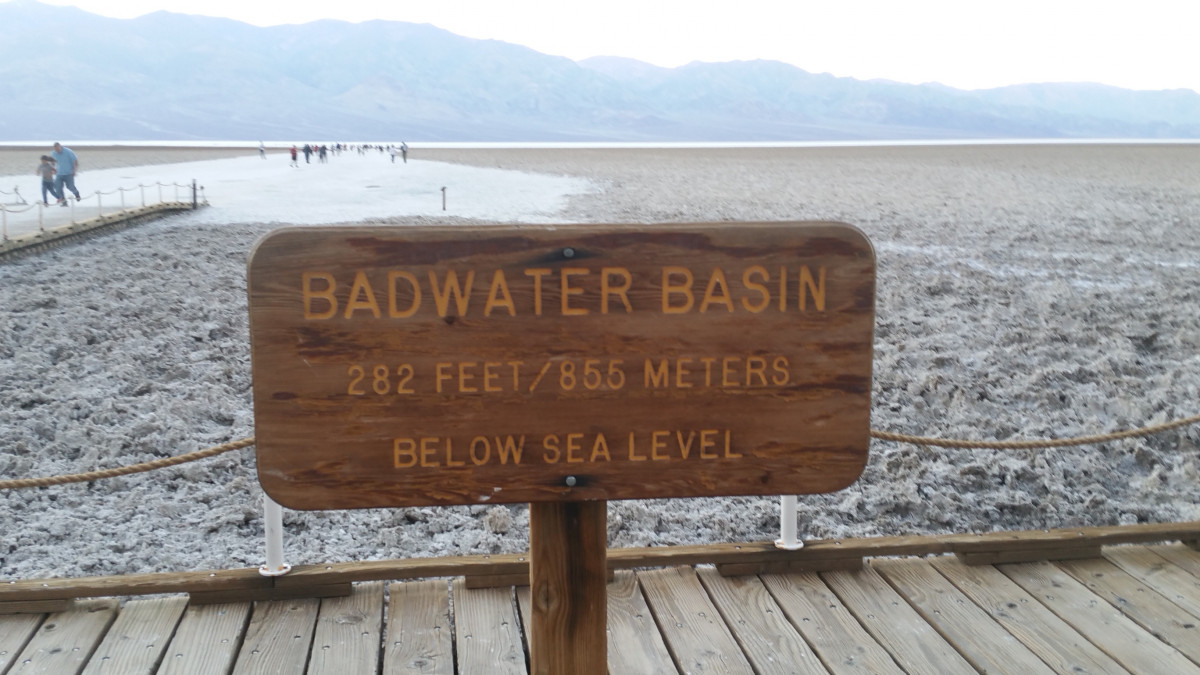 BADWATER BASIN
282 FEET/855 METERS
BELOW SEA LEVEL